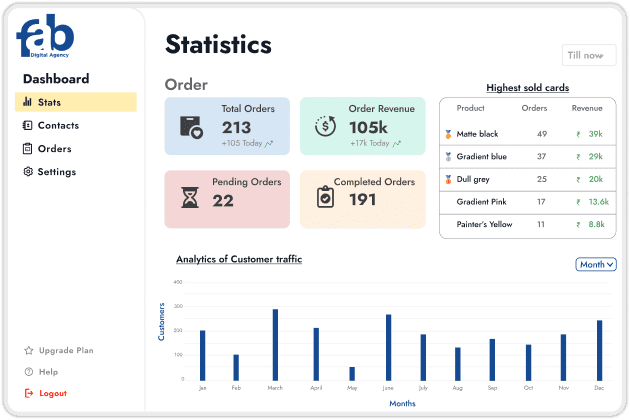 fab
Digital Agency
Dashboard
Stats
Contacts
Orders
Settings
Upgrade Plan
Help
Logout
Statistics
Till now
Order
Total Orders
213
+105 Today
Order Revenue
105k
+17k Today
Pending Orders
22
Completed Orders
191
Highest sold cards
Product Orders Revenue
Matte black 49 ₹ 39k
Gradient blue 37 ₹ 29k
Dull grey 25 ₹ 20k
Gradient Pink 17 ₹ 13.6k
Painter's Yellow 11 ₹ 8.8k
Analytics of Customer traffic
Month
Customers
400
300
200
100
0
Jan Feb March April May June July Aug Sep Oct Nov Dec
Months